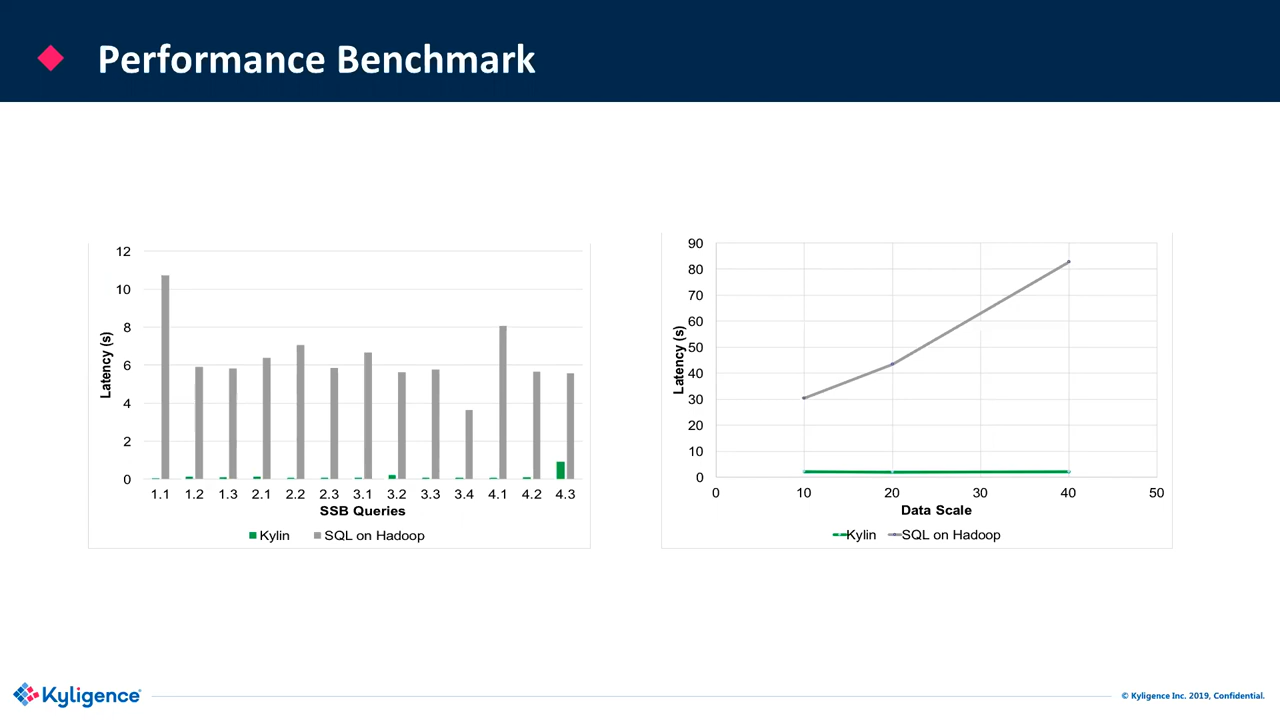 Performance Benchmark
12
10
8
6
4
2
0
Latency (s)
1.1 1.2 1.3 2.1 2.2 2.3 3.1 3.2 3.3 3.4 4.1 4.2 4.3
SSB Queries
Kylin SQL on Hadoop
90
80
70
60
50
40
30
20
10
0
Latency (s)
0 10 20 30 40 50
Data Scale
Kylin SQL on Hadoop
Kyligence
© Kyligence Inc. 2019, Confidential.